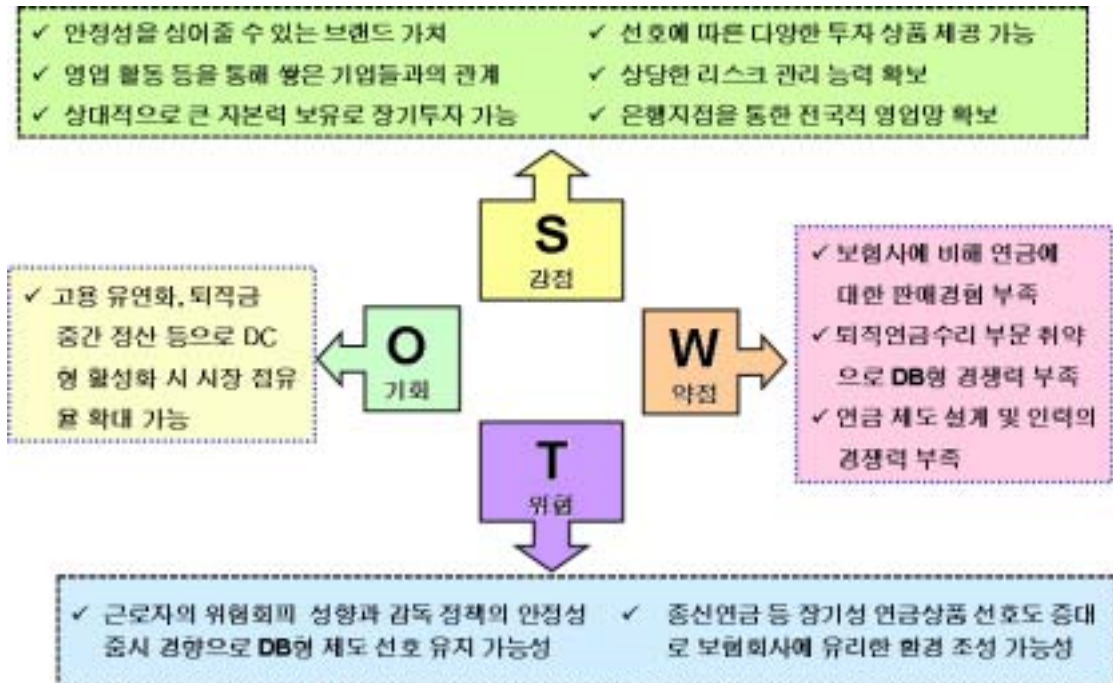 ✓ 안정성을 심어줄 수 있는 브랜드 가치
✓ 영업 활동 등을 통해 쌓은 기업들과의 관계
✓ 상대적으로 큰 자본력 보유로 장기투자 가능
✓ 선호에 따른 다양한 투자 상품 제공 가능
✓ 상당한 리스크 관리 능력 확보
✓ 은행지점을 통한 전국적 영업망 확보
S
강점
✓ 고용 유연화, 퇴직금
중간 정산 등으로 DC
형 활성화 시 시장 점유
율 확대 가능
O
기회
W
약점
✓ 보험사에 비해 연금에
대한 판매경험 부족
✓ 퇴직연금수리 부문 취약
으로 DB형 경쟁력 부족
✓ 연금 제도 설계 및 인력의
경쟁력 부족
T
위협
✓ 근로자의 위험회피 성향과 감독 정책의 안정성
중시 경향으로 DB형 제도 선호 유지 가능성
✓ 종신연금 등 장기성 연금상품 선호도 증대
로 보험회사에 유리한 환경 조성 가능성